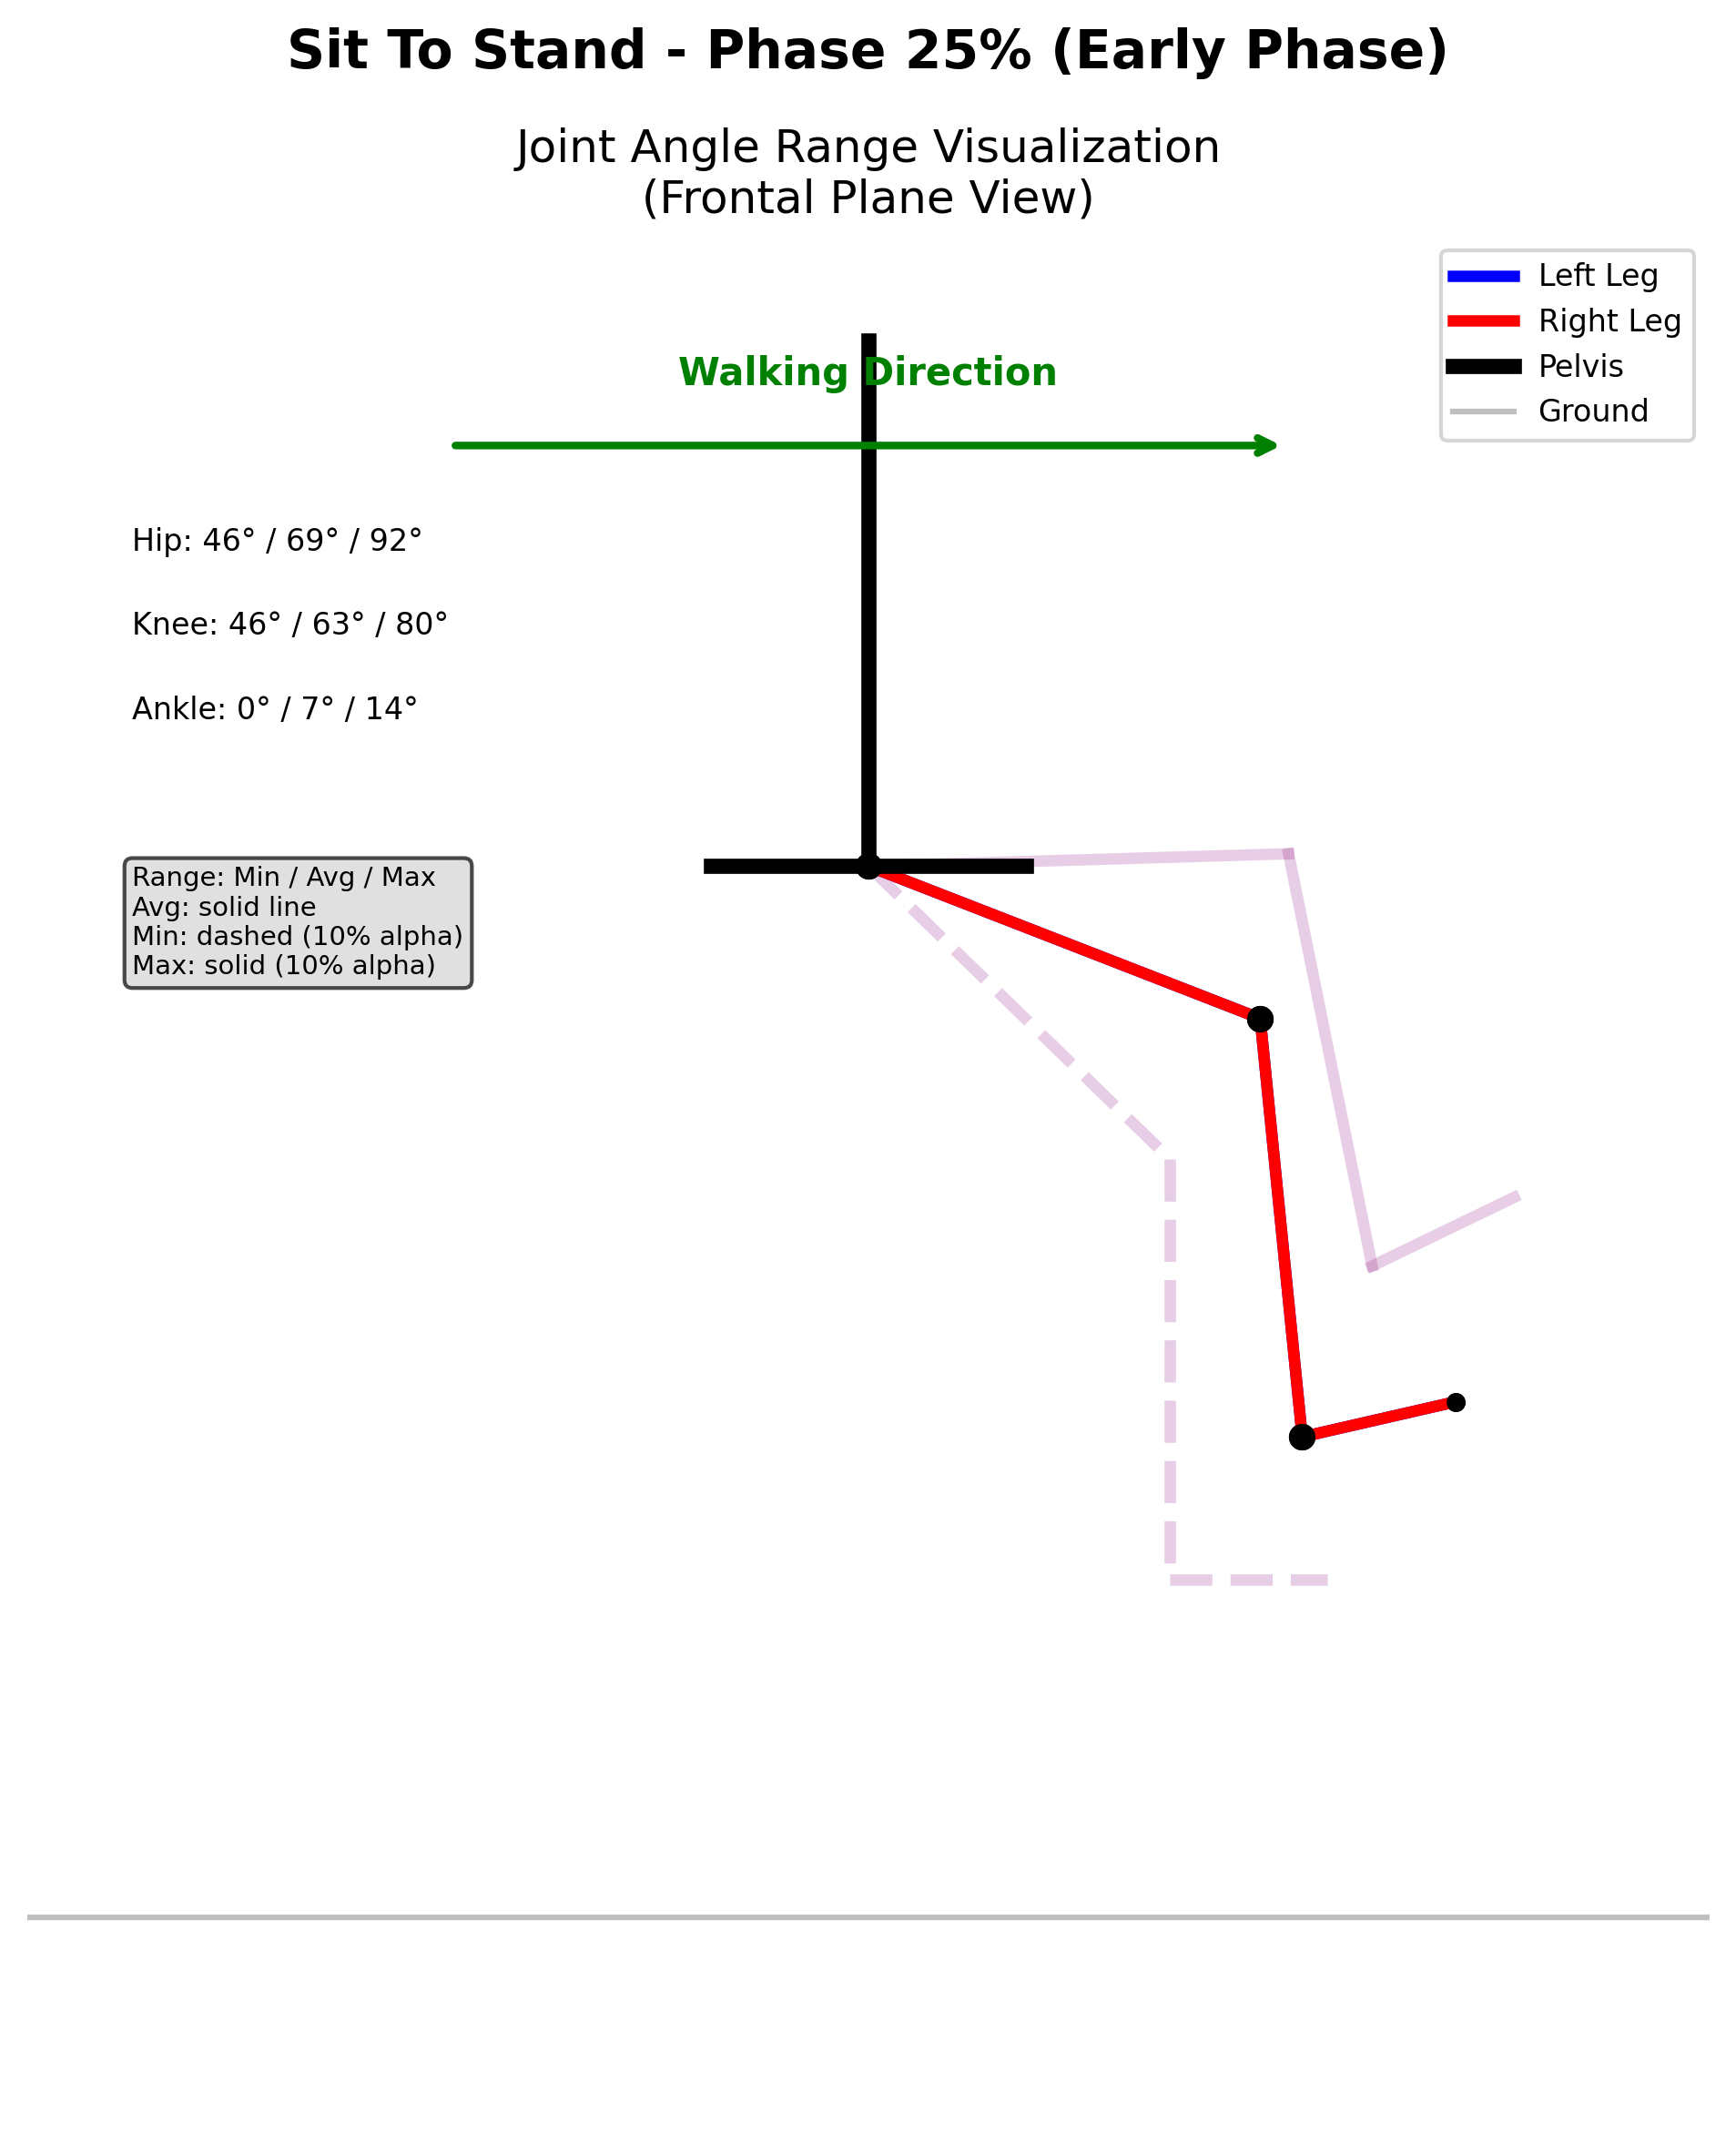 Sit To Stand - Phase 25% (Early Phase)
Joint Angle Range Visualization
(Frontal Plane View)
Left Leg
Right Leg
Pelvis
Ground
Walking Direction
Hip: 46° / 69° / 92°
Knee: 46° / 63° / 80°
Ankle: 0° / 7° / 14°
Range: Min / Avg / Max
Avg: solid line
Min: dashed (10% alpha)
Max: solid (10% alpha)